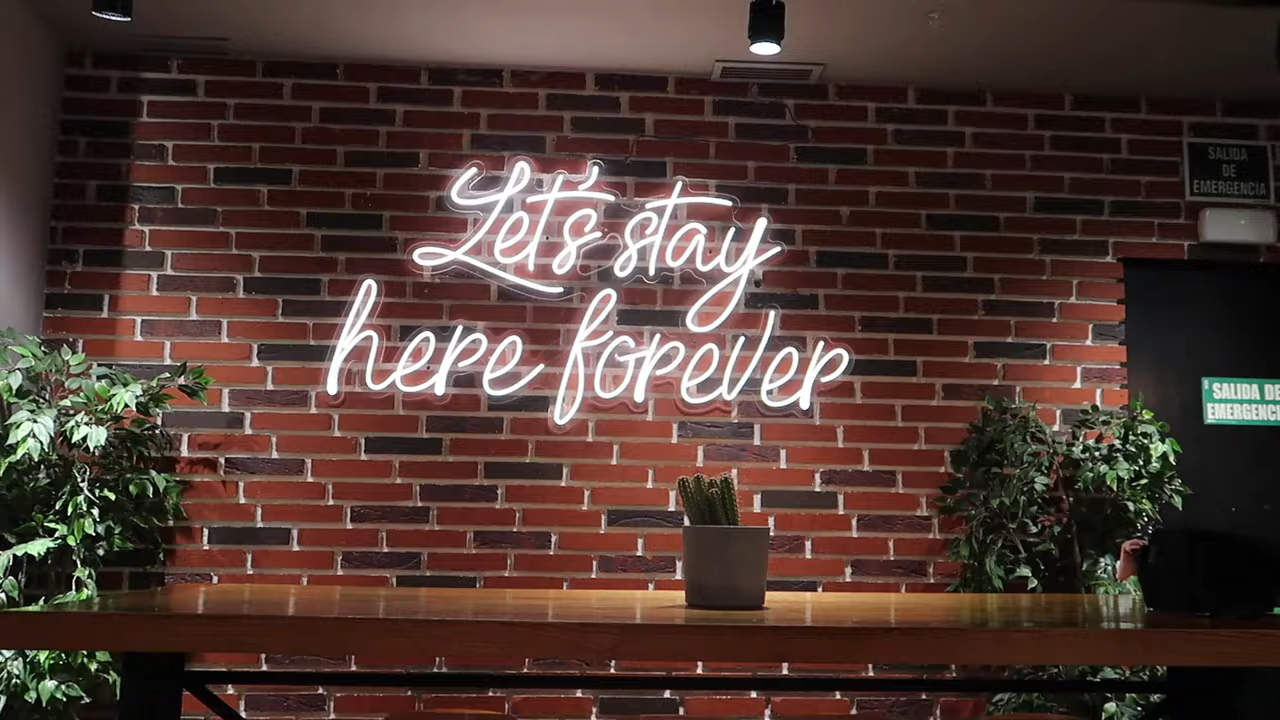 Let's stay
here forever
SALIDA
DE
EMERGENCIA
SALIDA DE
EMERGENCIA